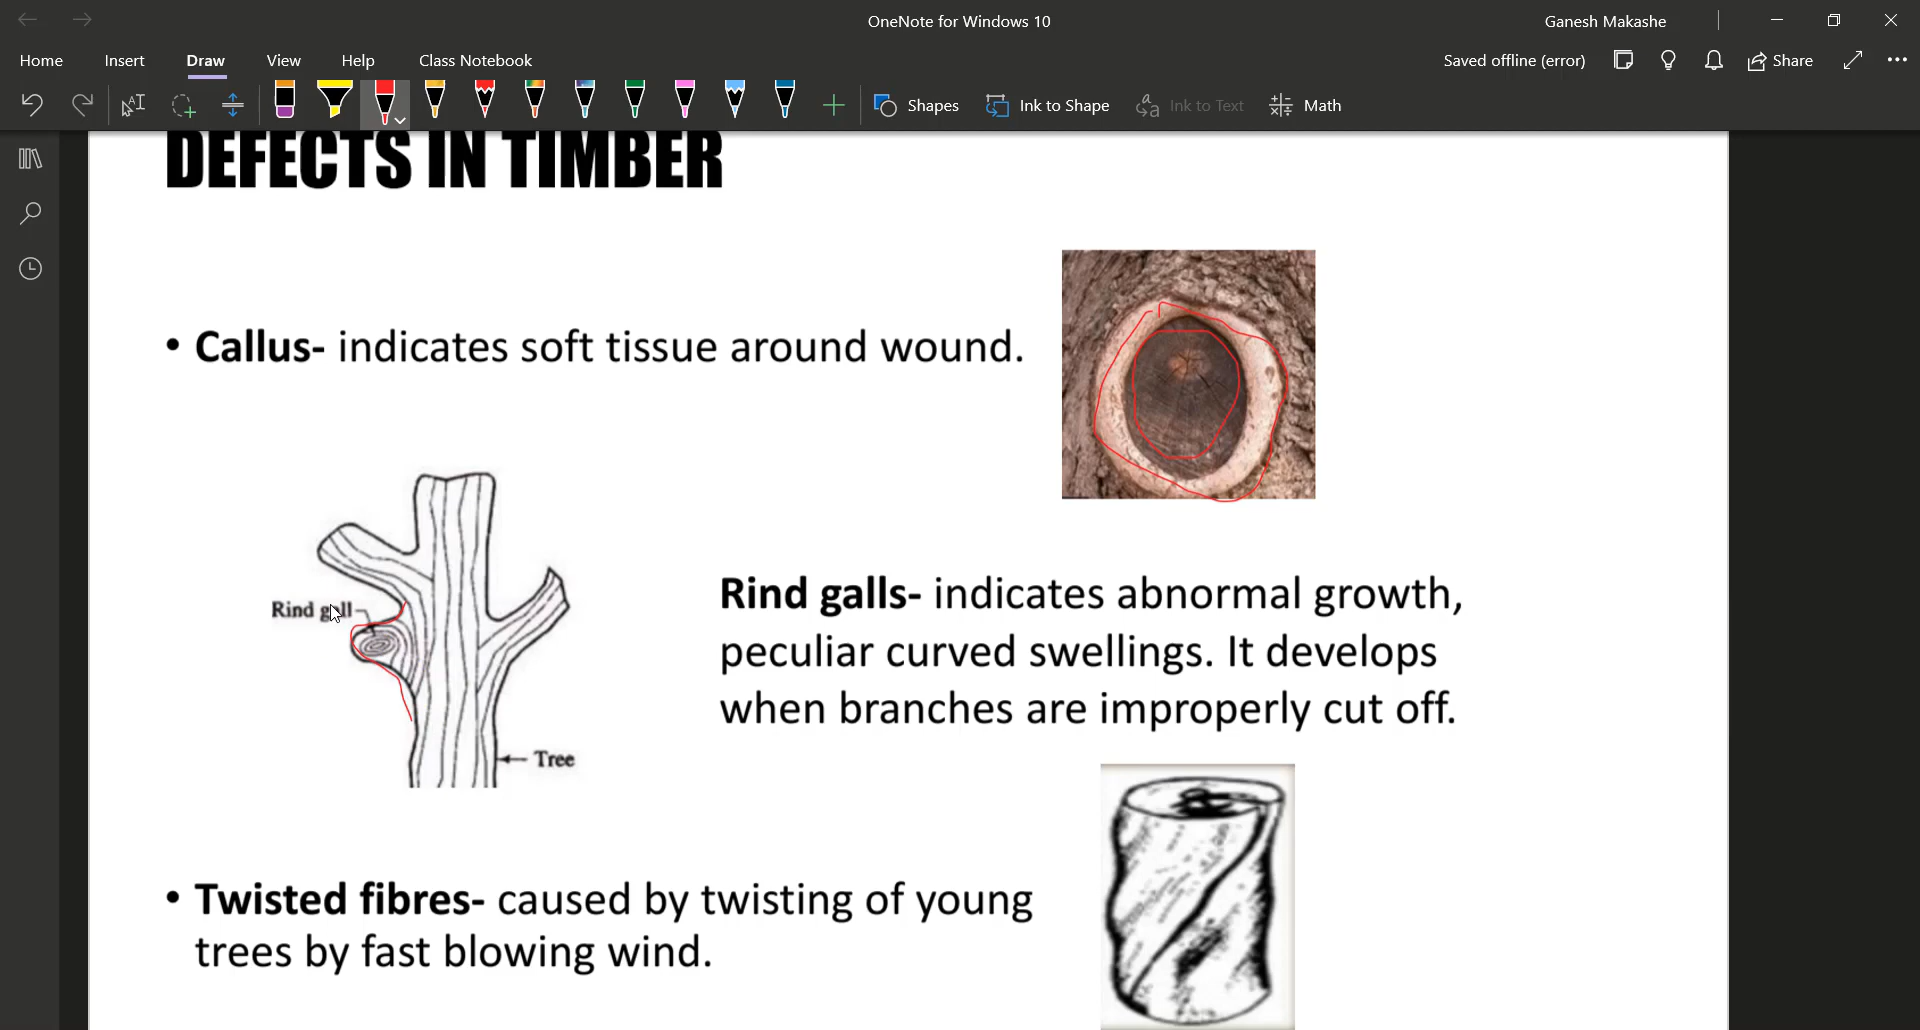 OneNote for Windows 10
Ganesh Makashe
Home Insert Draw View Help Class Notebook
Saved offline (error) Share
Shapes Ink to Shape Ink to Text Math
DEFECTS IN TIMBER
• Callus- indicates soft tissue around wound.
Rind gall
Tree
Rind galls- indicates abnormal growth,
peculiar curved swellings. It develops
when branches are improperly cut off.
• Twisted fibres- caused by twisting of young
trees by fast blowing wind.